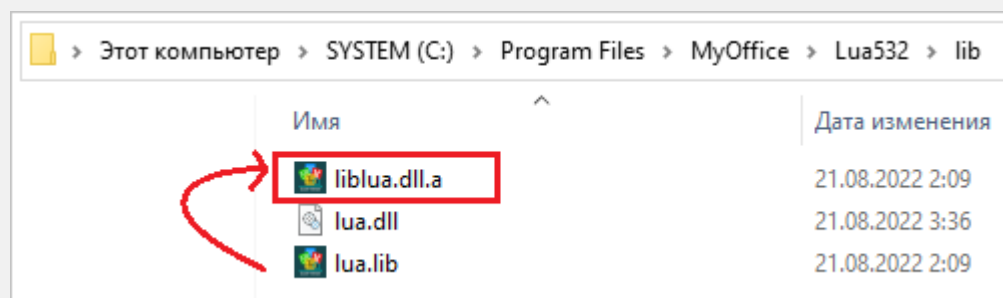 Этот компьютер > SYSTEM (C:) > Program Files > MyOffice > Lua532 > lib
Имя Дата изменения
liblua.dll.a 21.08.2022 2:09
lua.dll 21.08.2022 3:36
lua.lib 21.08.2022 2:09